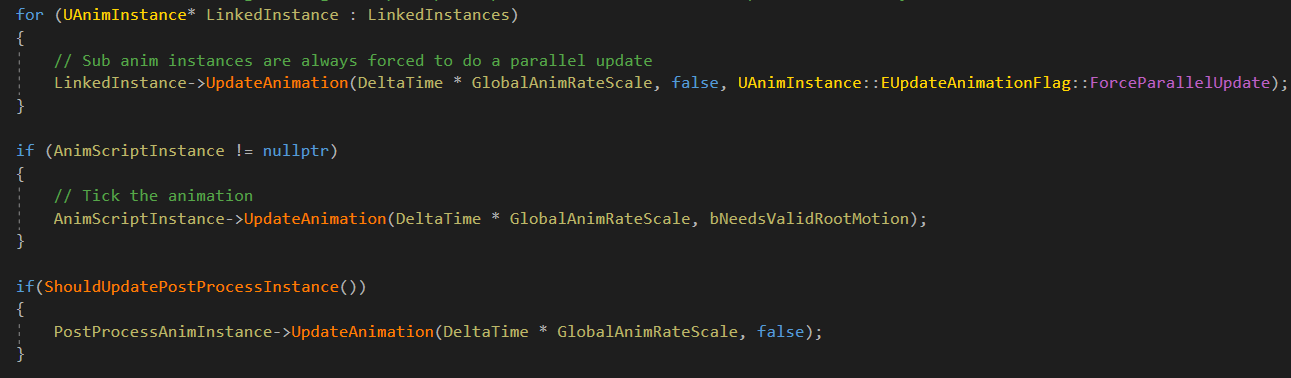 for (UAnimInstance* LinkedInstance : LinkedInstances)
{
    // Sub anim instances are always forced to do a parallel update
    LinkedInstance->UpdateAnimation(DeltaTime * GlobalAnimRateScale, false, UAnimInstance::EUpdateAnimationFlag::ForceParallelUpdate);
}

if (AnimScriptInstance != nullptr)
{
    // Tick the animation
    AnimScriptInstance->UpdateAnimation(DeltaTime * GlobalAnimRateScale, bNeedsValidRootMotion);
}

if(ShouldUpdatePostProcessInstance())
{
    PostProcessAnimInstance->UpdateAnimation(DeltaTime * GlobalAnimRateScale, false);
}